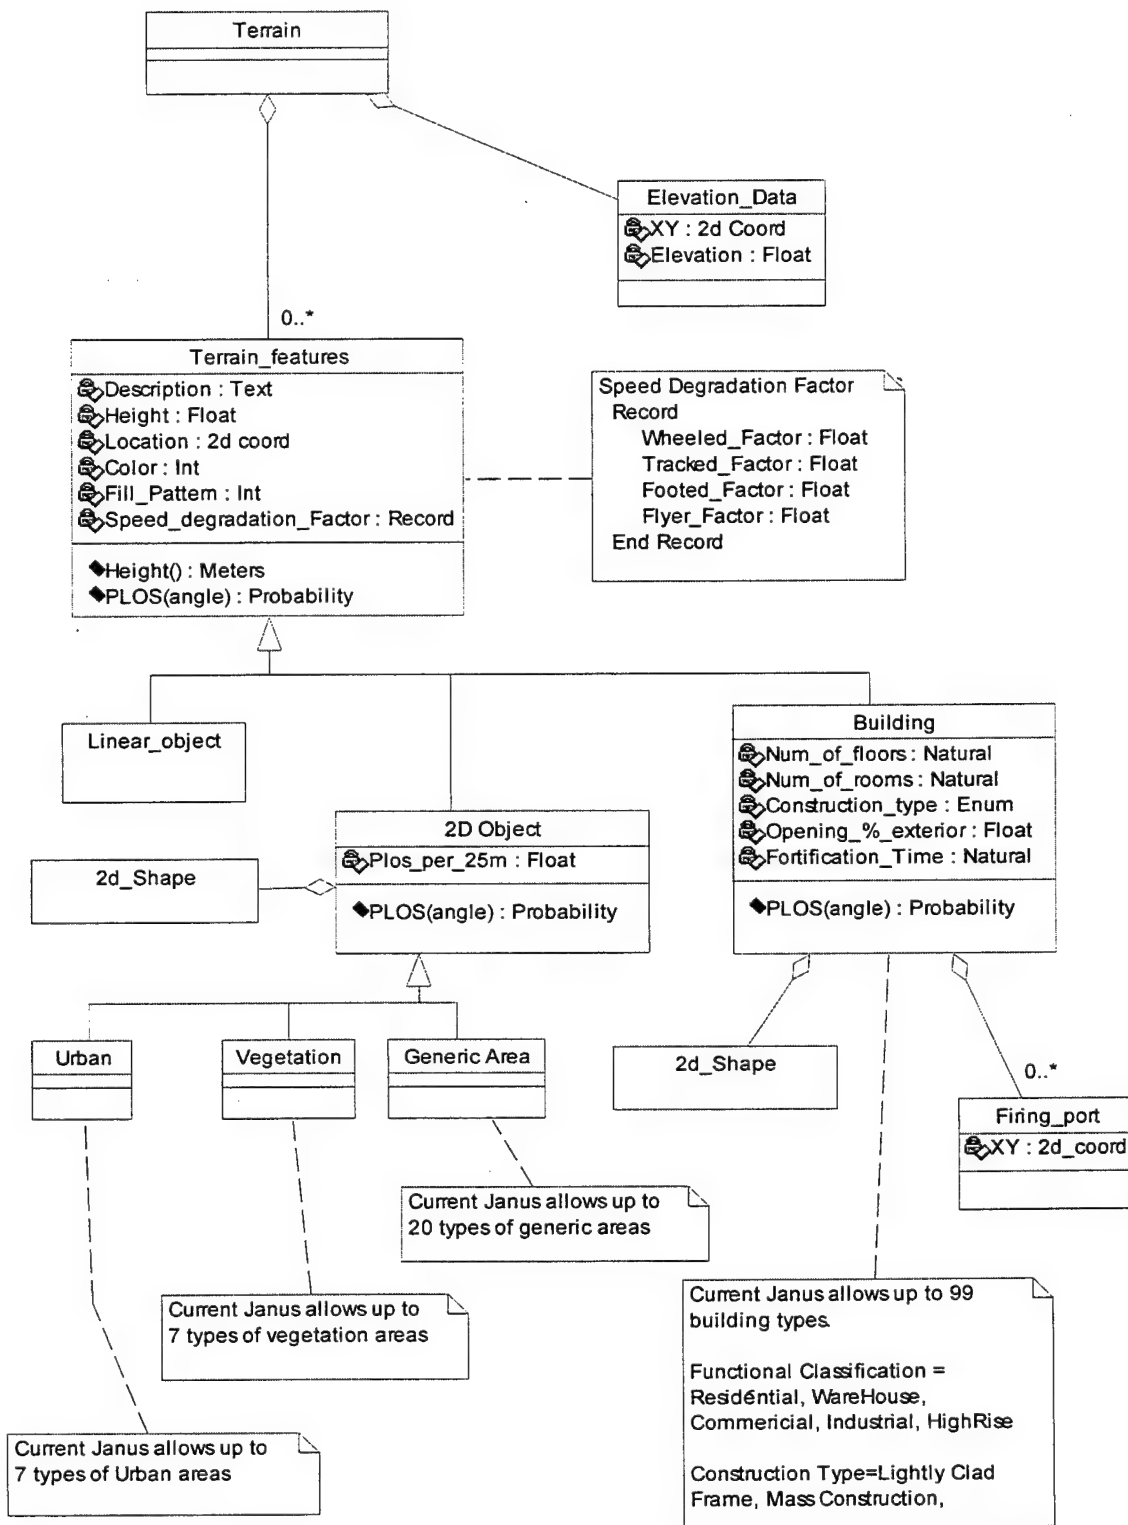 Terrain
Elevation_Data
XY : 2d Coord
Elevation : Float
0..*
Terrain_features
Description : Text
Height : Float
Location : 2d coord
Color : Int
Fill_Pattern : Int
Speed_degradation_Factor : Record
Height() : Meters
PLOS(angle) : Probability
Speed Degradation Factor
Record
Wheeled_Factor : Float
Tracked_Factor : Float
Footed_Factor : Float
Flyer_Factor : Float
End Record
Linear_object
2D Object
Plos_per_25m : Float
PLOS(angle) : Probability
2d_Shape
Building
Num_of_floors : Natural
Num_of_rooms : Natural
Construction_type : Enum
Opening_%_exterior : Float
Fortification_Time : Natural
PLOS(angle) : Probability
Urban
Vegetation
Generic Area
2d_Shape
0..*
Firing_port
XY : 2d_coord
Current Janus allows up to
20 types of generic areas
Current Janus allows up to
7 types of vegetation areas
Current Janus allows up to
7 types of Urban areas
Current Janus allows up to 99
building types.
Functional Classification =
Residential, WareHouse,
Commericial, Industrial, HighRise
Construction Type=Lightly Clad
Frame, Mass Construction,